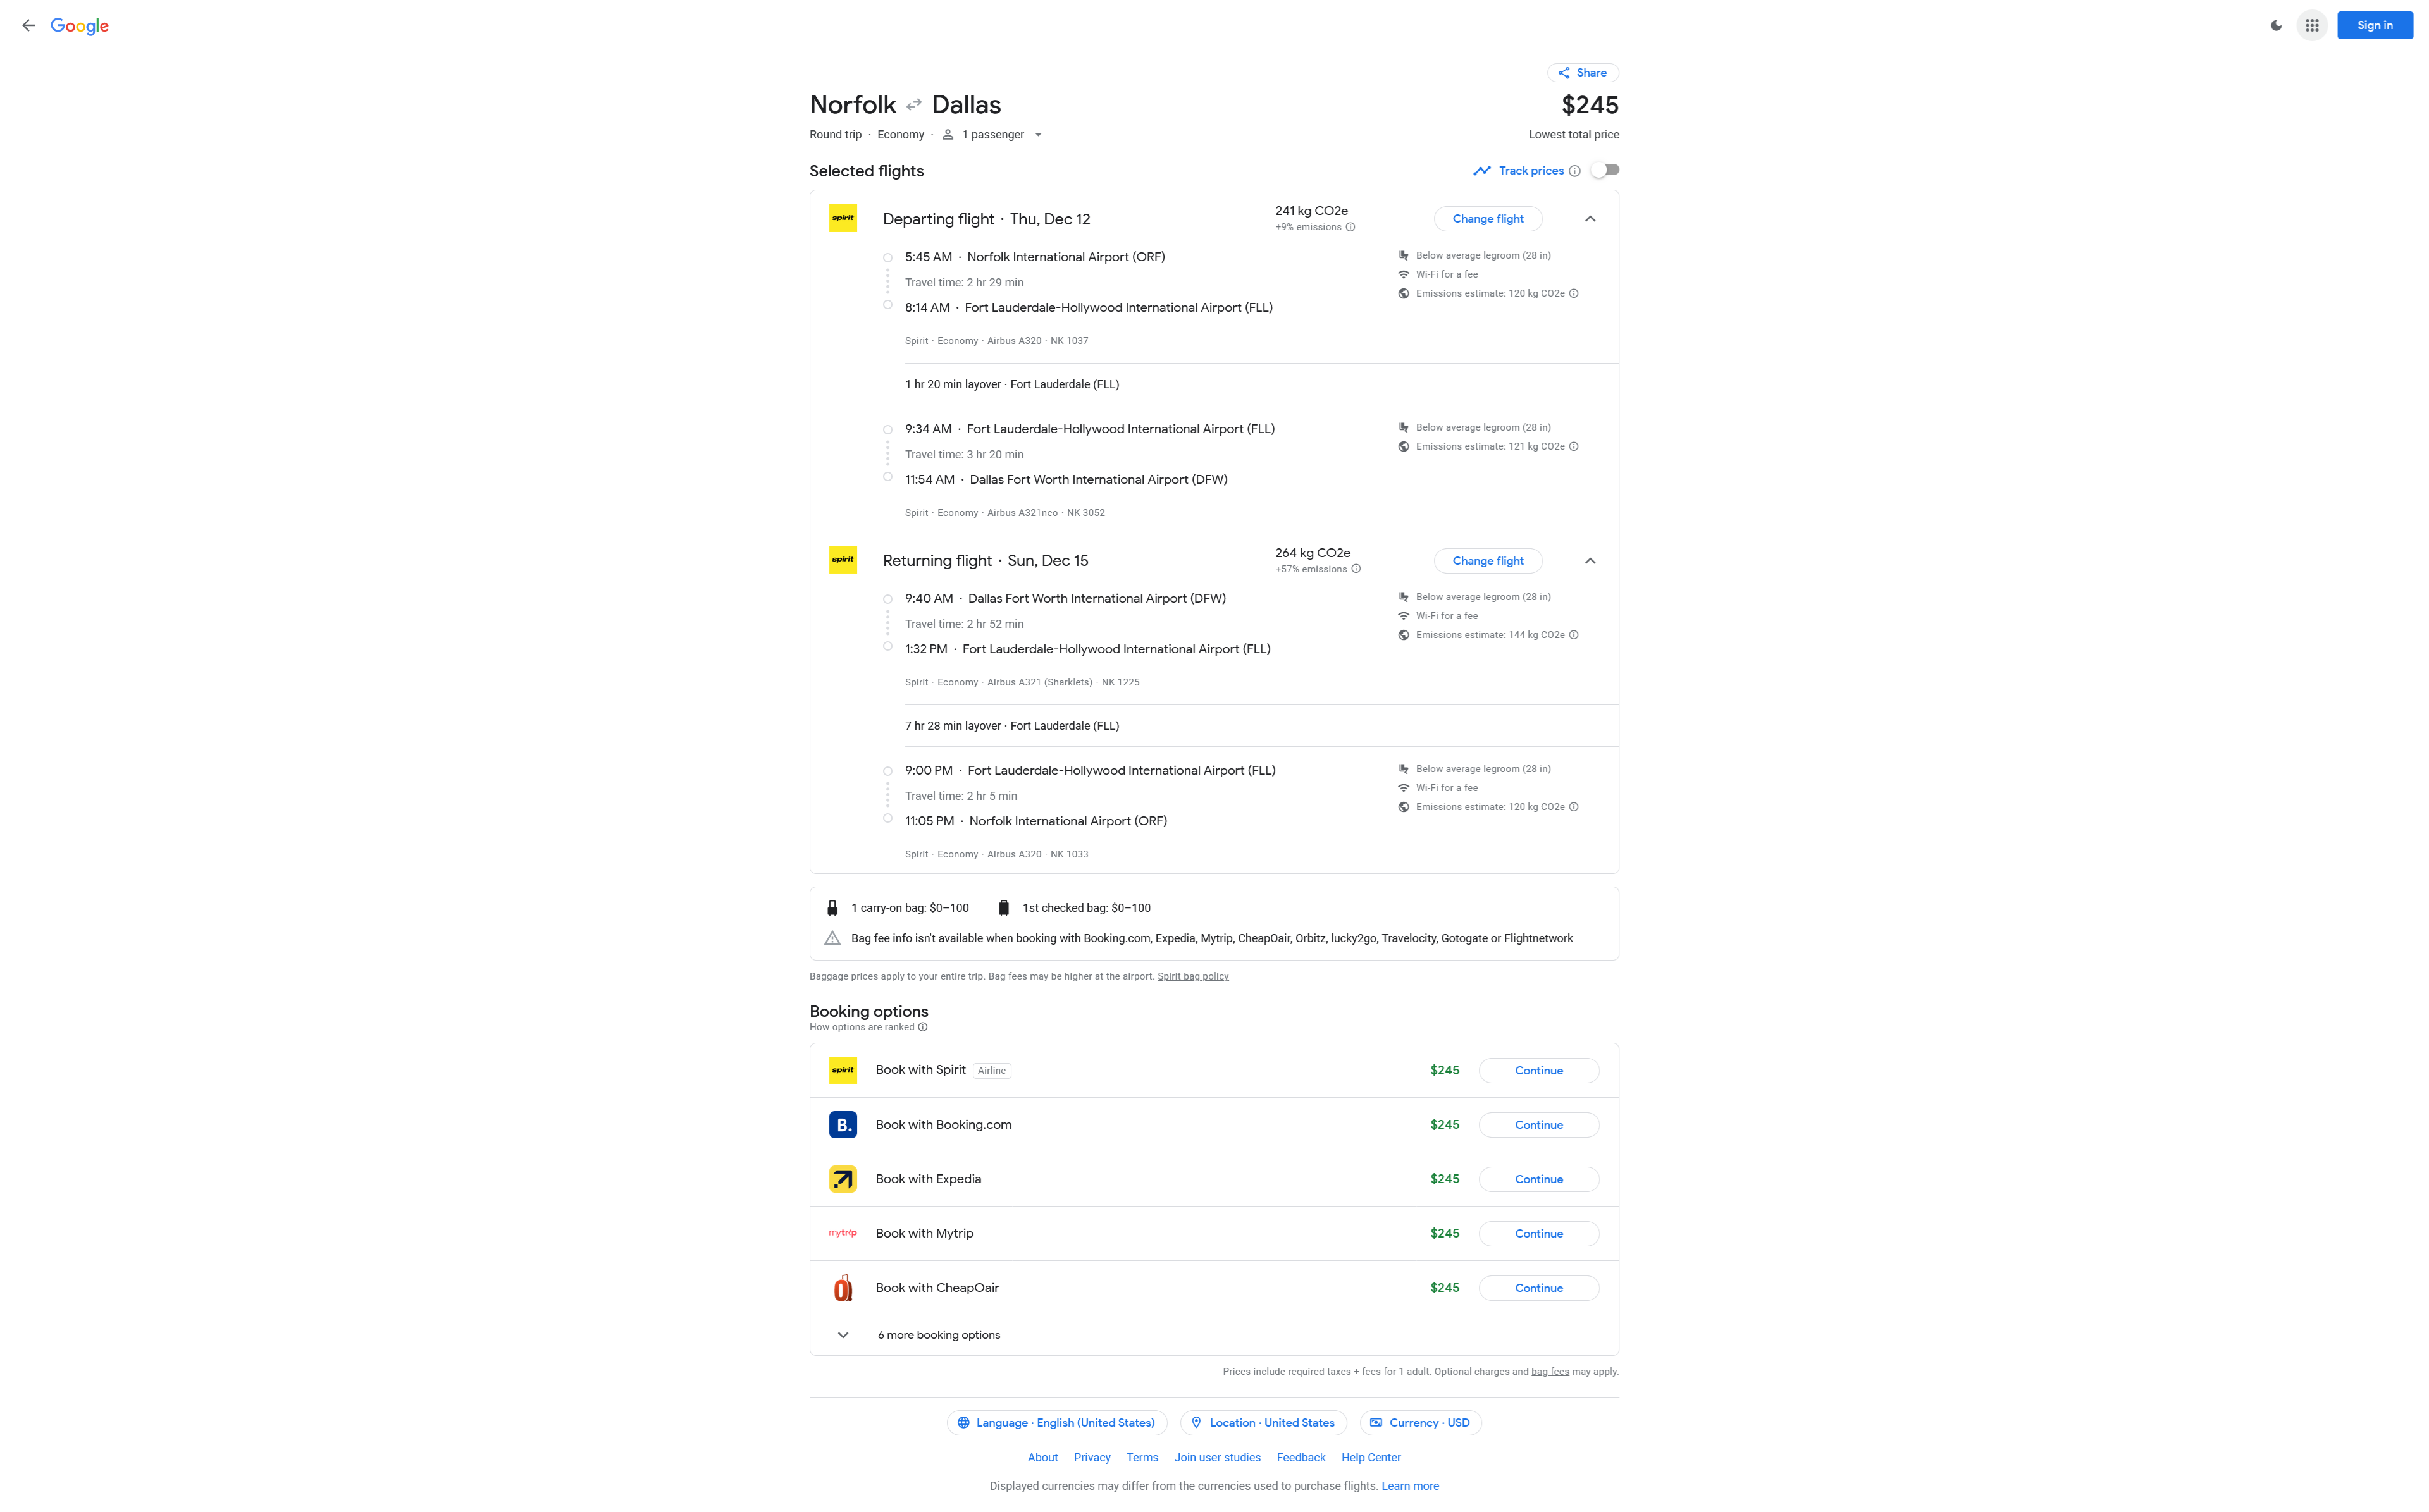 Google
Sign in
Share
Norfolk Dallas
$245
Round trip · Economy · 1 passenger
Lowest total price
Selected flights
Track prices
spirit
Departing flight · Thu, Dec 12
241 kg CO2e
+9% emissions
Change flight
5:45 AM · Norfolk International Airport (ORF)
Travel time: 2 hr 29 min
8:14 AM · Fort Lauderdale-Hollywood International Airport (FLL)
Spirit · Economy · Airbus A320 · NK 1037
Below average legroom (28 in)
Wi-Fi for a fee
Emissions estimate: 120 kg CO2e
1 hr 20 min layover · Fort Lauderdale (FLL)
9:34 AM · Fort Lauderdale-Hollywood International Airport (FLL)
Travel time: 3 hr 20 min
11:54 AM · Dallas Fort Worth International Airport (DFW)
Spirit · Economy · Airbus A321neo · NK 3052
Below average legroom (28 in)
Emissions estimate: 121 kg CO2e
spirit
Returning flight · Sun, Dec 15
264 kg CO2e
+57% emissions
Change flight
9:40 AM · Dallas Fort Worth International Airport (DFW)
Travel time: 2 hr 52 min
1:32 PM · Fort Lauderdale-Hollywood International Airport (FLL)
Spirit · Economy · Airbus A321 (Sharklets) · NK 1225
Below average legroom (28 in)
Wi-Fi for a fee
Emissions estimate: 144 kg CO2e
7 hr 28 min layover · Fort Lauderdale (FLL)
9:00 PM · Fort Lauderdale-Hollywood International Airport (FLL)
Travel time: 2 hr 5 min
11:05 PM · Norfolk International Airport (ORF)
Spirit · Economy · Airbus A320 · NK 1033
Below average legroom (28 in)
Wi-Fi for a fee
Emissions estimate: 120 kg CO2e
1 carry-on bag: $0–100
1st checked bag: $0–100
Bag fee info isn't available when booking with Booking.com, Expedia, Mytrip, CheapOair, Orbitz, lucky2go, Travelocity, Gotogate or Flightnetwork
Baggage prices apply to your entire trip. Bag fees may be higher at the airport. Spirit bag policy
Booking options
How options are ranked
spirit
Book with Spirit Airline
$245
Continue
B.
Book with Booking.com
$245
Continue
Book with Expedia
$245
Continue
mytrip
Book with Mytrip
$245
Continue
Book with CheapOair
$245
Continue
6 more booking options
Prices include required taxes + fees for 1 adult. Optional charges and bag fees may apply.
Language · English (United States)
Location · United States
Currency · USD
About Privacy Terms Join user studies Feedback Help Center
Displayed currencies may differ from the currencies used to purchase flights. Learn more